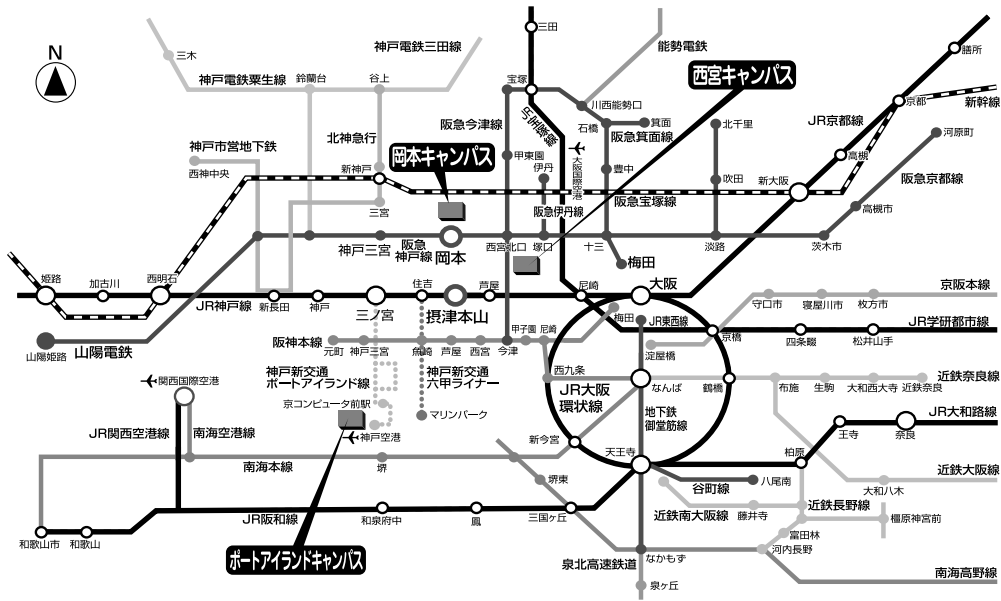 N
三木
神戸電鉄粟生線
鈴蘭台
谷上
神戸電鉄三田線
三田
宝塚
能勢電鉄
西宮キャンパス
膳所
京都
新幹線
JR宝塚線
川西能勢口
石橋
箕面
阪急箕面線
北千里
JR京都線
河原町
阪急今津線
北神急行
神戸市営地下鉄
西神中央
新神戸
岡本キャンパス
甲東園
伊丹
大阪国際空港
豊中
吹田
新大阪
高槻
阪急京都線
三宮
阪急伊丹線
阪急宝塚線
高槻市
神戸三宮
阪急
神戸線
岡本
西宮北口
塚口
十三
淡路
茨木市
梅田
姫路
加古川
西明石
JR神戸線
新長田
神戸
三ノ宮
住吉
摂津本山
芦屋
尼崎
大阪
京阪本線
守口市
寝屋川市
枚方市
梅田
JR東西線
京橋
JR学研都市線
四条畷
松井山手
山陽姫路
山陽電鉄
阪神本線
元町
神戸三宮
魚崎
芦屋
西宮
今津
甲子園
尼崎
淀屋橋
西九条
なんば
鶴橋
布施
生駒
大和西大寺
近鉄奈良
近鉄奈良線
関西国際空港
神戸新交通
ポートアイランド線
神戸新交通
六甲ライナー
京コンピュータ前駅
マリンパーク
神戸空港
JR大阪
環状線
地下鉄
御堂筋線
JR大和路線
王寺
奈良
JR関西空港線
南海空港線
南海本線
堺
新今宮
天王寺
柏原
近鉄大阪線
大和八木
堺東
谷町線
八尾南
近鉄南大阪線
藤井寺
近鉄長野線
橿原神宮前
富田林
河内長野
和歌山市
和歌山
JR阪和線
和泉府中
鳳
三国ヶ丘
ポートアイランドキャンパス
泉北高速鉄道
なかもず
泉ヶ丘
南海高野線